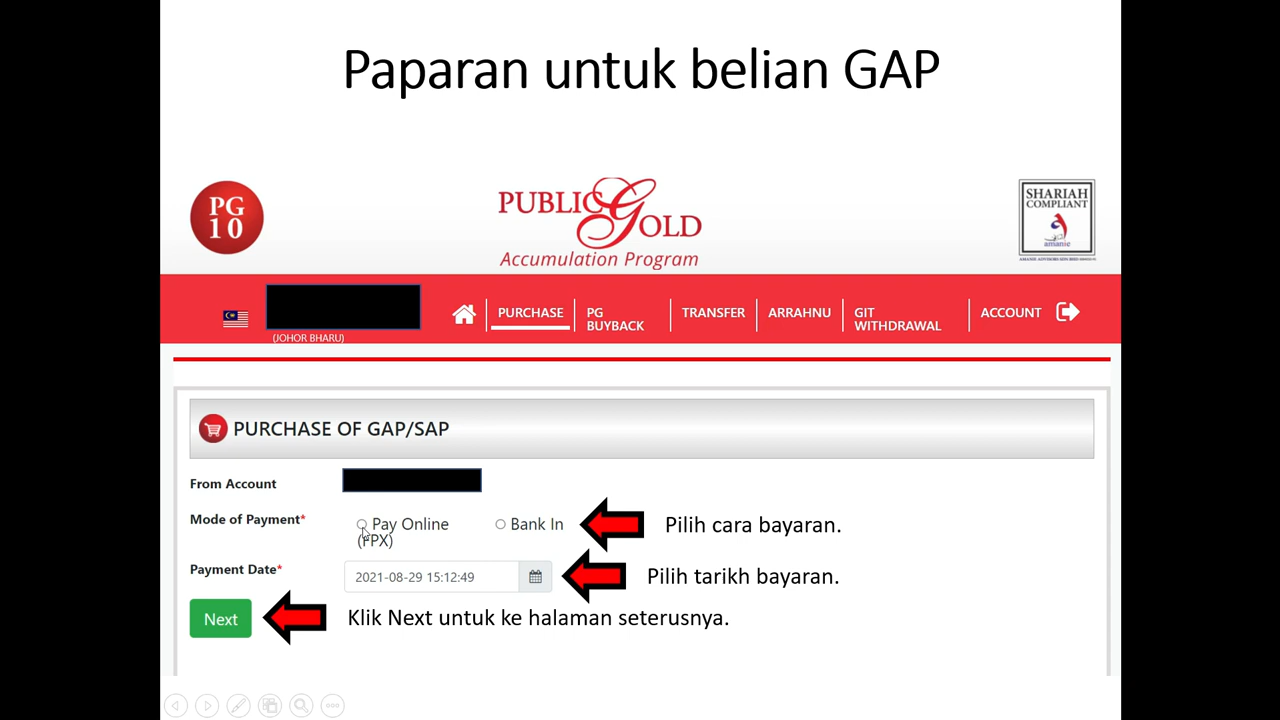 Paparan untuk belian GAP
PG
10
PUBLIC GOLD
Accumulation Program
SHARIAH
COMPLIANT
amanie
(JOHOR BHARU)
PURCHASE
PG
BUYBACK
TRANSFER
ARRAHNU
GIT
WITHDRAWAL
ACCOUNT
PURCHASE OF GAP/SAP
From Account
Mode of Payment*
Pay Online
(FPX)
Bank In
Pilih cara bayaran.
Payment Date*
2021-08-29 15:12:49
Pilih tarikh bayaran.
Next
Klik Next untuk ke halaman seterusnya.